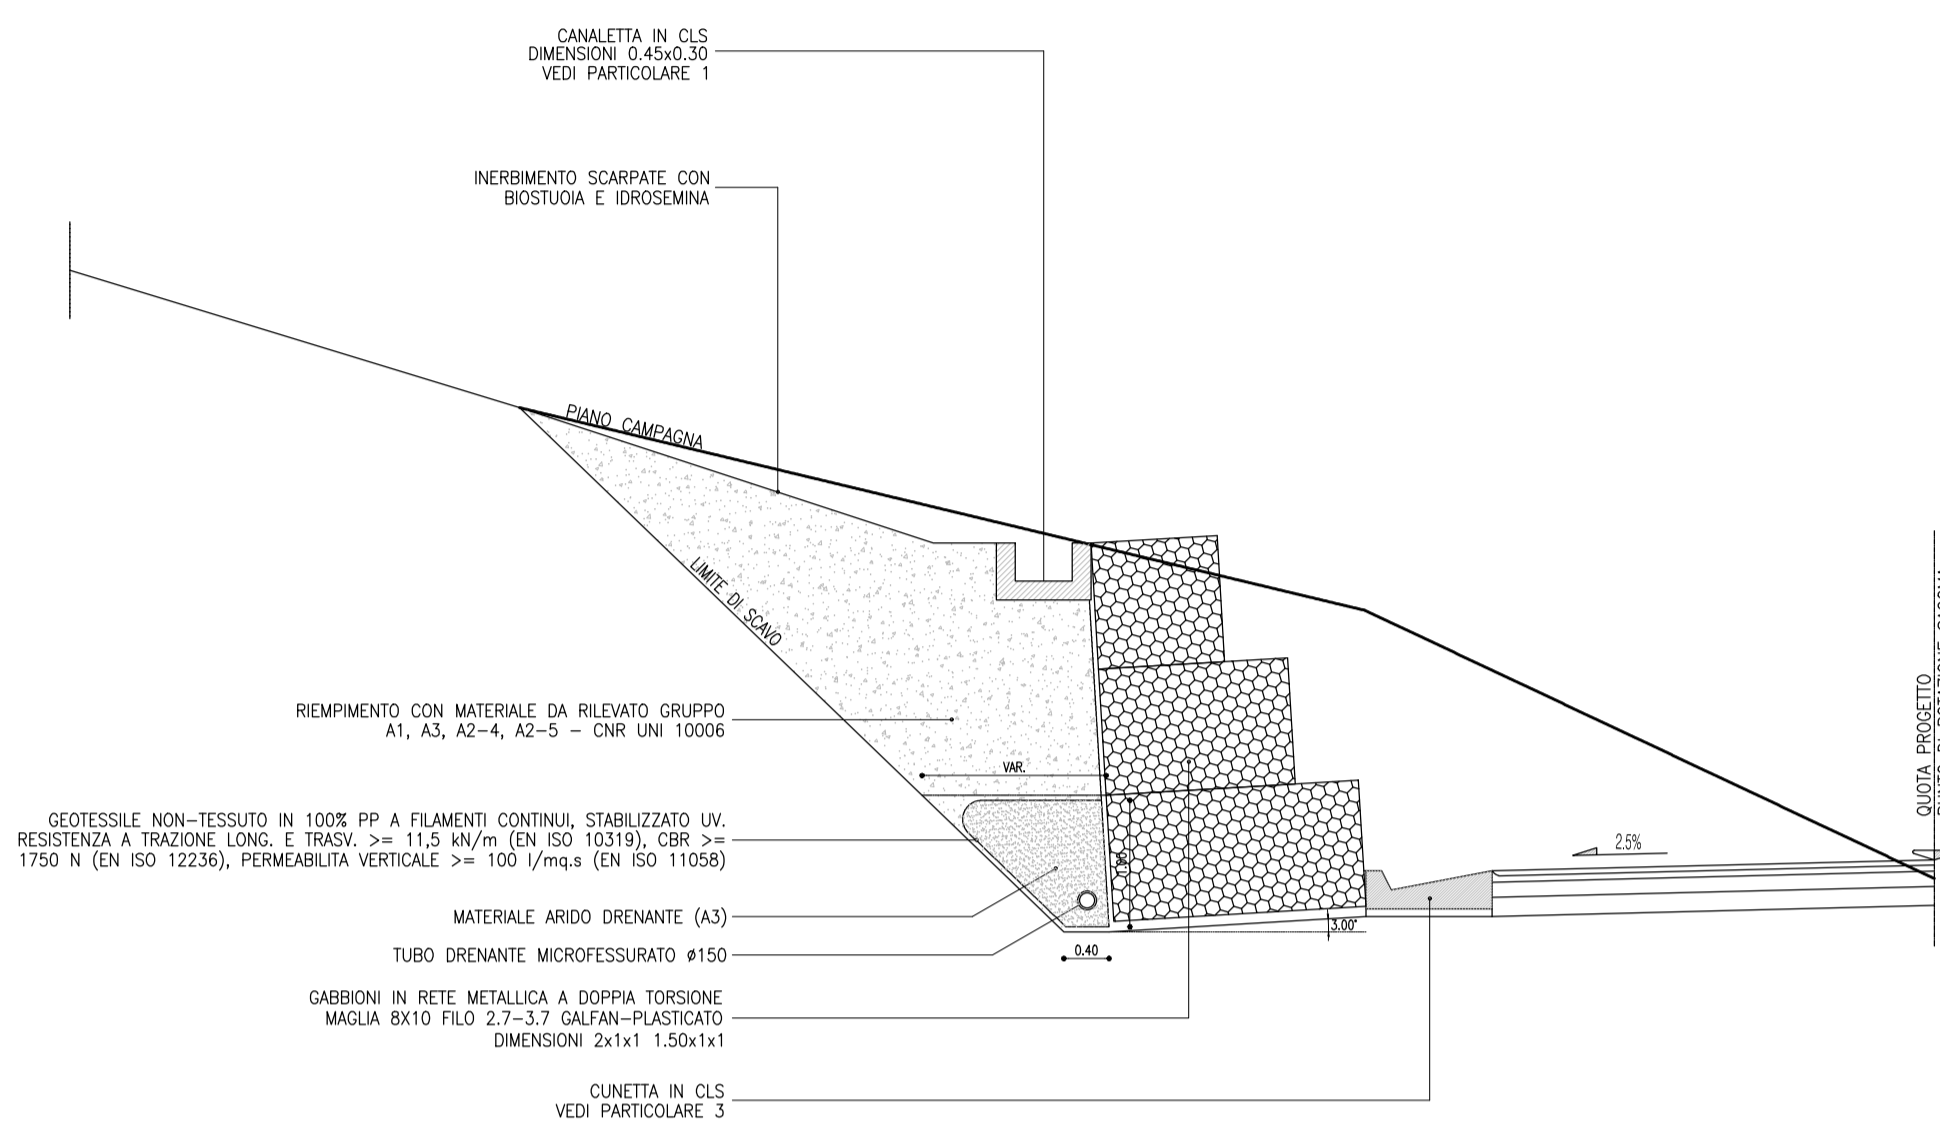 CANALETTA IN CLS
DIMENSIONI 0.45x0.30
VEDI PARTICOLARE 1
INERBIMENTO SCARPATE CON
BIOSTUOIA E IDROSEMINA
PIANO CAMPAGNA
LIMITE DI SCAVO
RIEMPIMENTO CON MATERIALE DA RILEVATO GRUPPO
A1, A3, A2-4, A2-5 - CNR UNI 10006
VAR.
GEOTESSILE NON-TESSUTO IN 100% PP A FILAMENTI CONTINUI, STABILIZZATO UV.
RESISTENZA A TRAZIONE LONG. E TRASV. >= 11,5 kN/m (EN ISO 10319), CBR >=
1750 N (EN ISO 12236), PERMEABILITA VERTICALE >= 100 l/mq.s (EN ISO 11058)
1.00
2.5%
QUOTA PROGETTO
MATERIALE ARIDO DRENANTE (A3)
3.00°
TUBO DRENANTE MICROFESSURATO ø150
0.40
GABBIONI IN RETE METALLICA A DOPPIA TORSIONE
MAGLIA 8X10 FILO 2.7-3.7 GALFAN-PLASTICATO
DIMENSIONI 2x1x1 1.50x1x1
CUNETTA IN CLS
VEDI PARTICOLARE 3